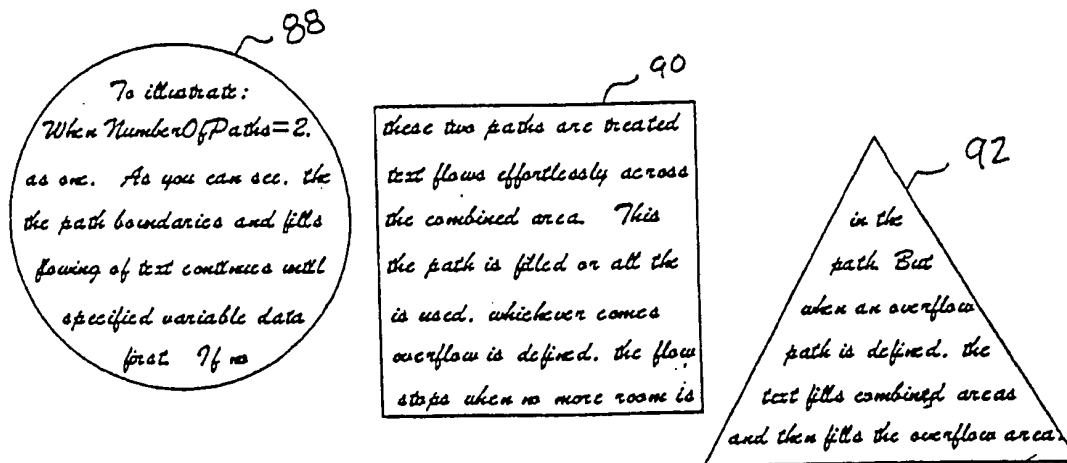 88
90
92
To illustrate:
When NumberOfPaths=2,
these two paths are treated
as one. As you can see, the
text flows effortlessly across
the path boundaries and fills
the combined area. This
flowing of text continues until
the path is filled or all the
specified variable data
is used, whichever comes
first. If no
overflow is defined, the flow
stops when no more room is
in the
path. But
when an overflow
path is defined, the
text fills combined areas
and then fills the overflow area.